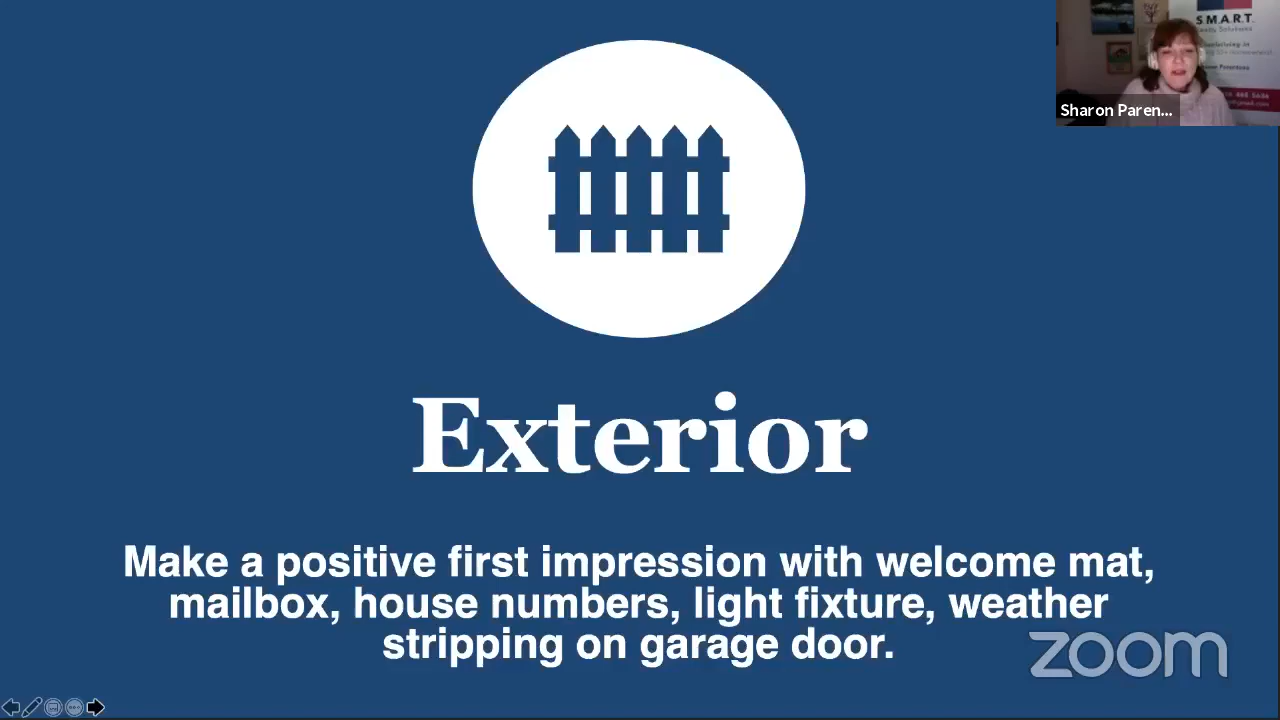 S.M.A.R.T.
Sharon Paren...
Exterior
Make a positive first impression with welcome mat,
mailbox, house numbers, light fixture, weather
stripping on garage door.
zoom